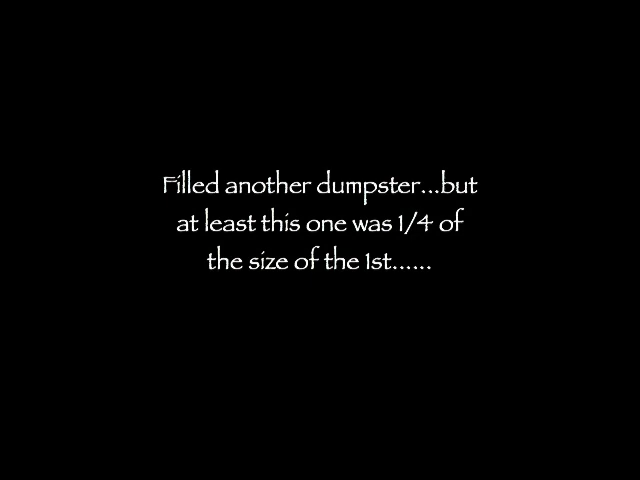 Filled another dumpster...but
at least this one was 1/4 of
the size of the 1st......